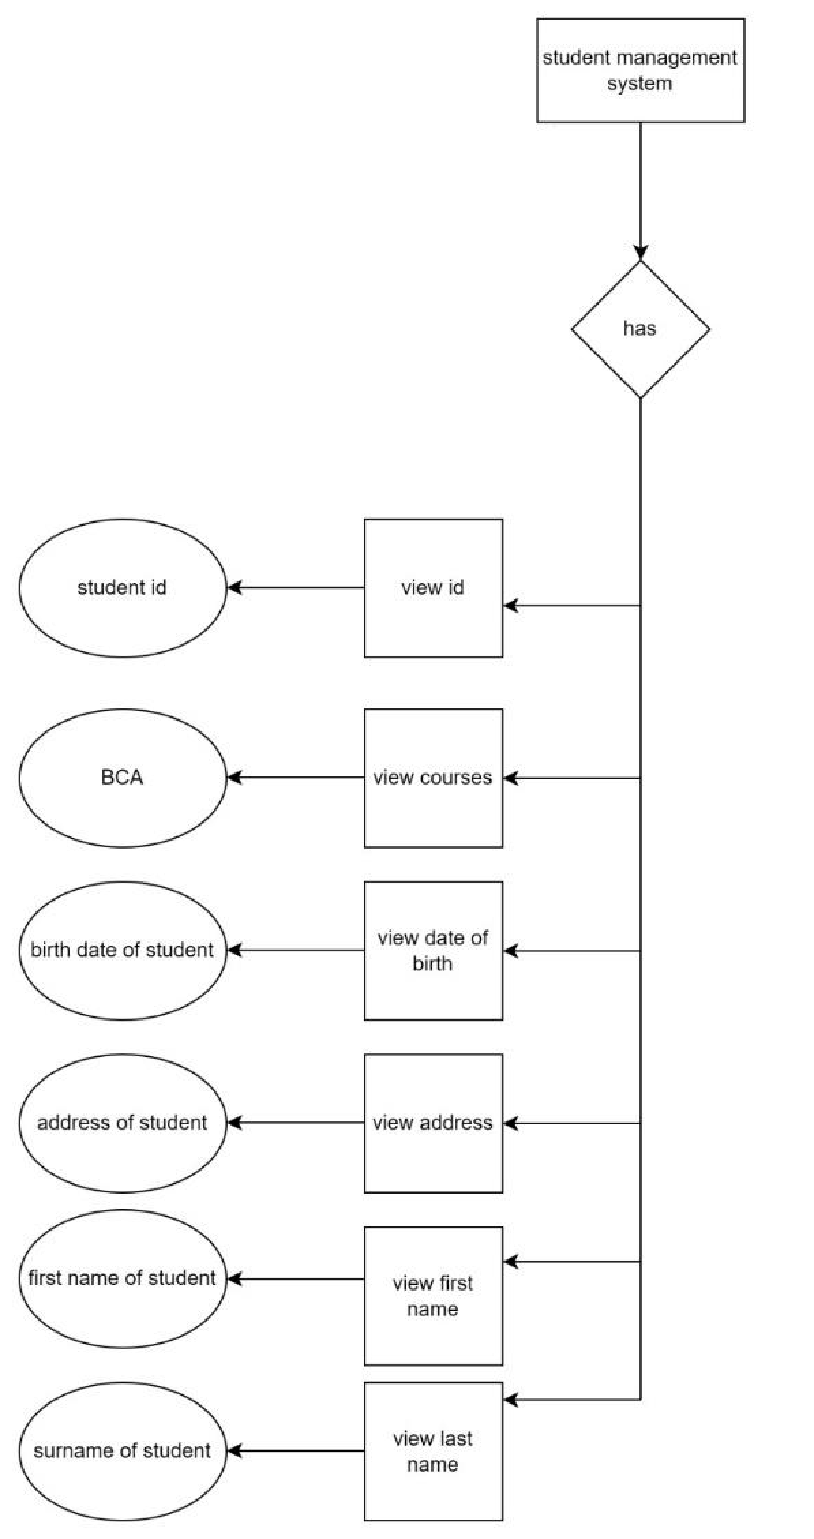 student management
system
has
student id
view id
BCA
view courses
birth date of student
view date of
birth
address of student
view address
first name of student
view first
name
surname of student
view last
name